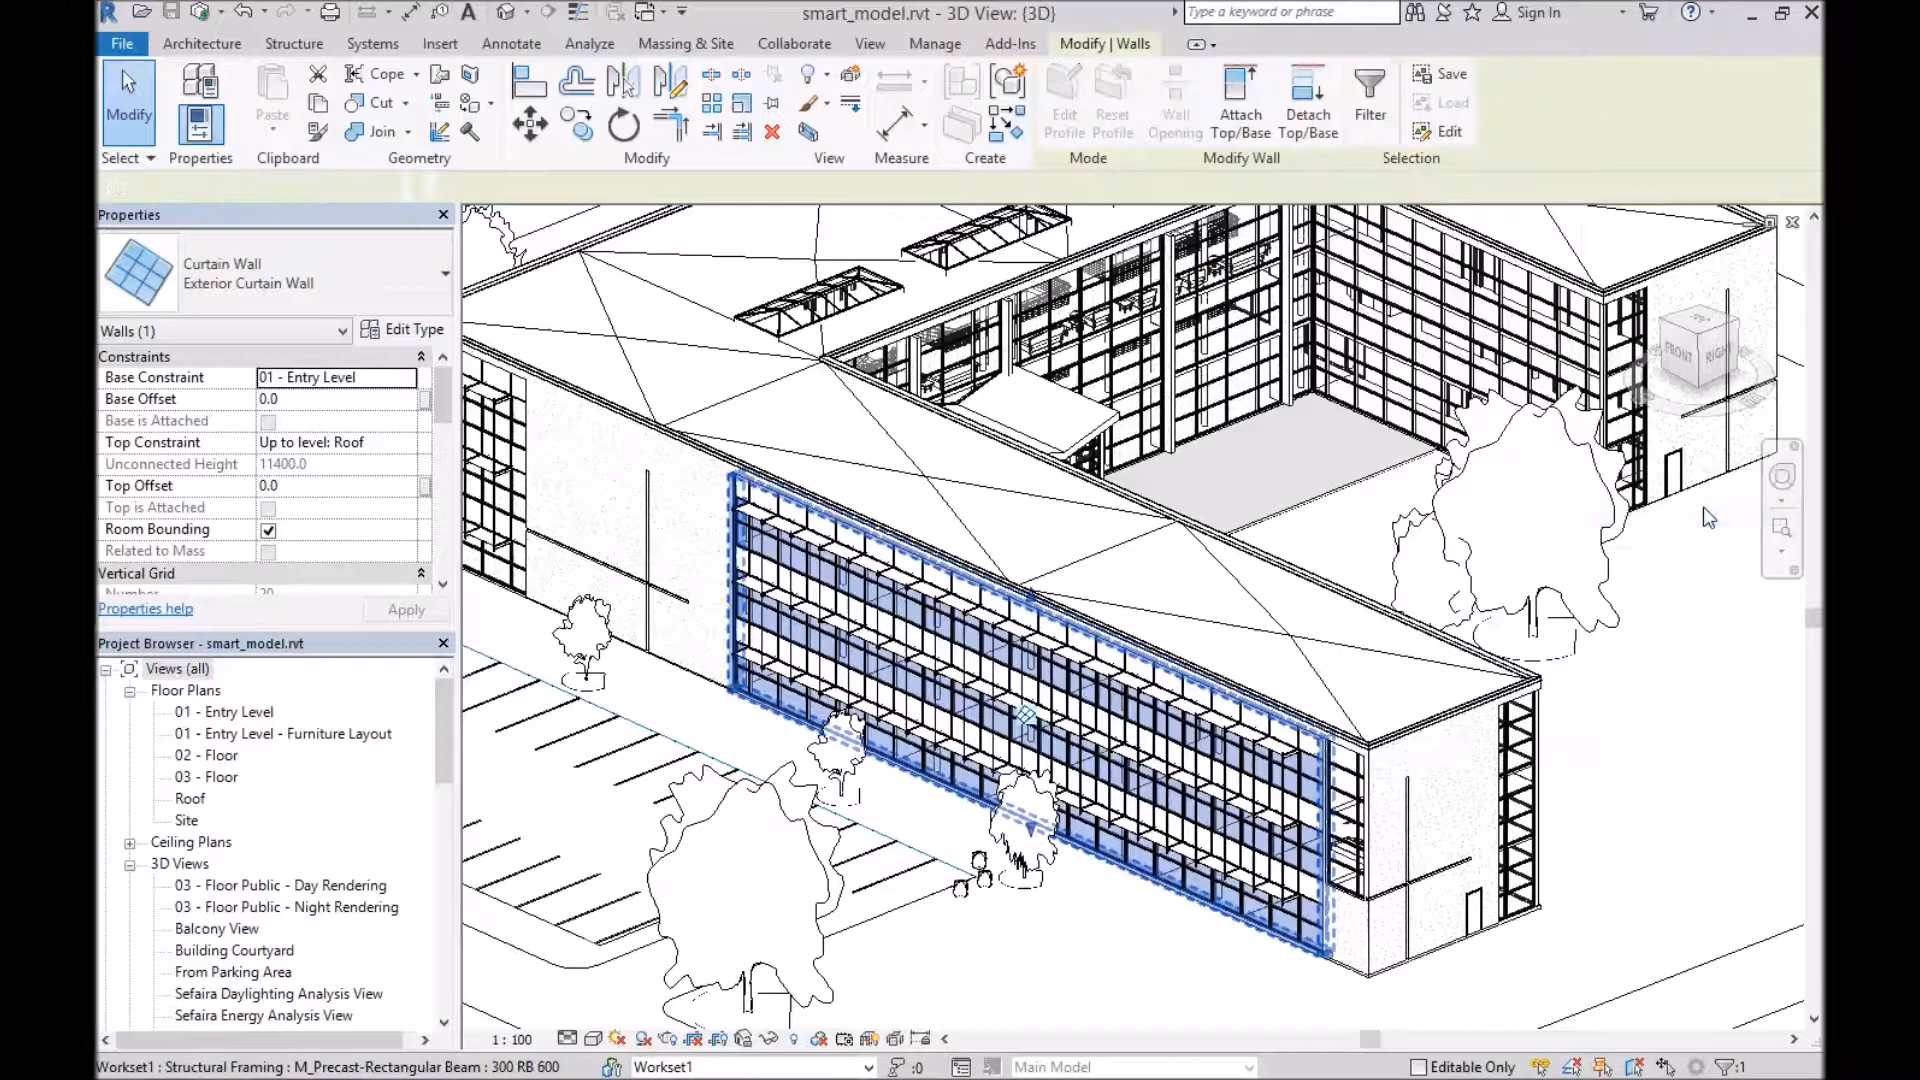 smart_model.rvt - 3D View: {3D}
Type a keyword or phrase
Sign In
File Architecture Structure Systems Insert Annotate Analyze Massing & Site Collaborate View Manage Add-Ins Modify | Walls
Modify
Paste
Cope
Cut
Join
Edit Profile
Reset Profile
Wall Opening
Attach Top/Base
Detach Top/Base
Filter
Save
Load
Edit
Select Properties Clipboard Geometry Modify View Measure Create Mode Modify Wall Selection
Properties
Curtain Wall
Exterior Curtain Wall
Walls (1) Edit Type
Constraints
Base Constraint 01 - Entry Level
Base Offset 0.0
Base is Attached
Top Constraint Up to level: Roof
Unconnected Height 11400.0
Top Offset 0.0
Top is Attached
Room Bounding
Related to Mass
Vertical Grid
Number 20
Properties help Apply
Project Browser - smart_model.rvt
Views (all)
Floor Plans
01 - Entry Level
01 - Entry Level - Furniture Layout
02 - Floor
03 - Floor
Roof
Site
Ceiling Plans
3D Views
03 - Floor Public - Day Rendering
03 - Floor Public - Night Rendering
Balcony View
Building Courtyard
From Parking Area
Sefaira Daylighting Analysis View
Sefaira Energy Analysis View
FRONT RIGHT
1 : 100
Workset1 : Structural Framing : M_Precast-Rectangular Beam : 300 RB 600
Workset1
:0
Main Model
Editable Only
:1